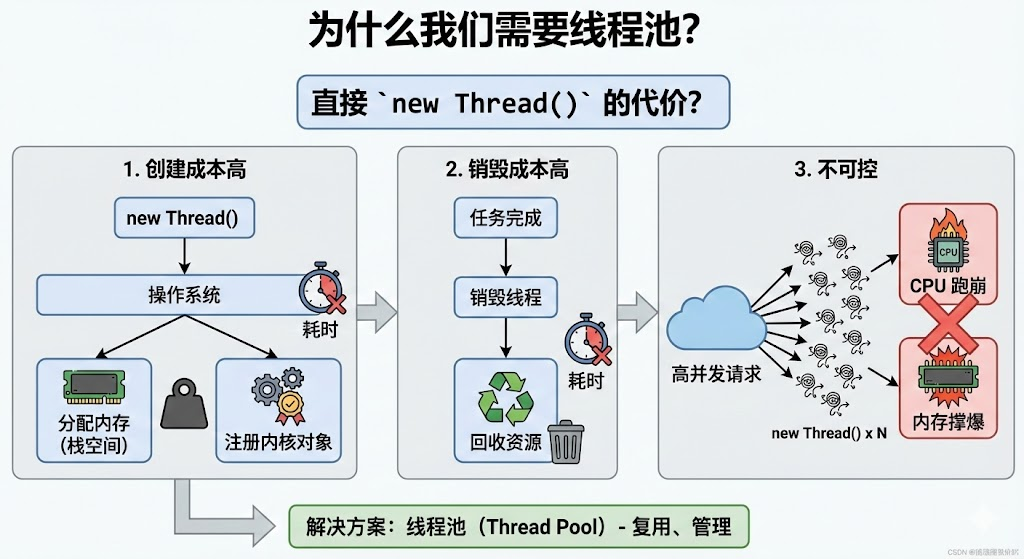 为什么我们需要线程池?
直接 `new Thread()` 的代价?
1. 创建成本高
new Thread()
操作系统
耗时
分配内存
(栈空间)
注册内核对象
2. 销毁成本高
任务完成
销毁线程
耗时
回收资源
3. 不可控
高并发请求
new Thread() x N
CPU
CPU 跑崩
内存撑爆
解决方案：线程池（Thread Pool）- 复用、管理